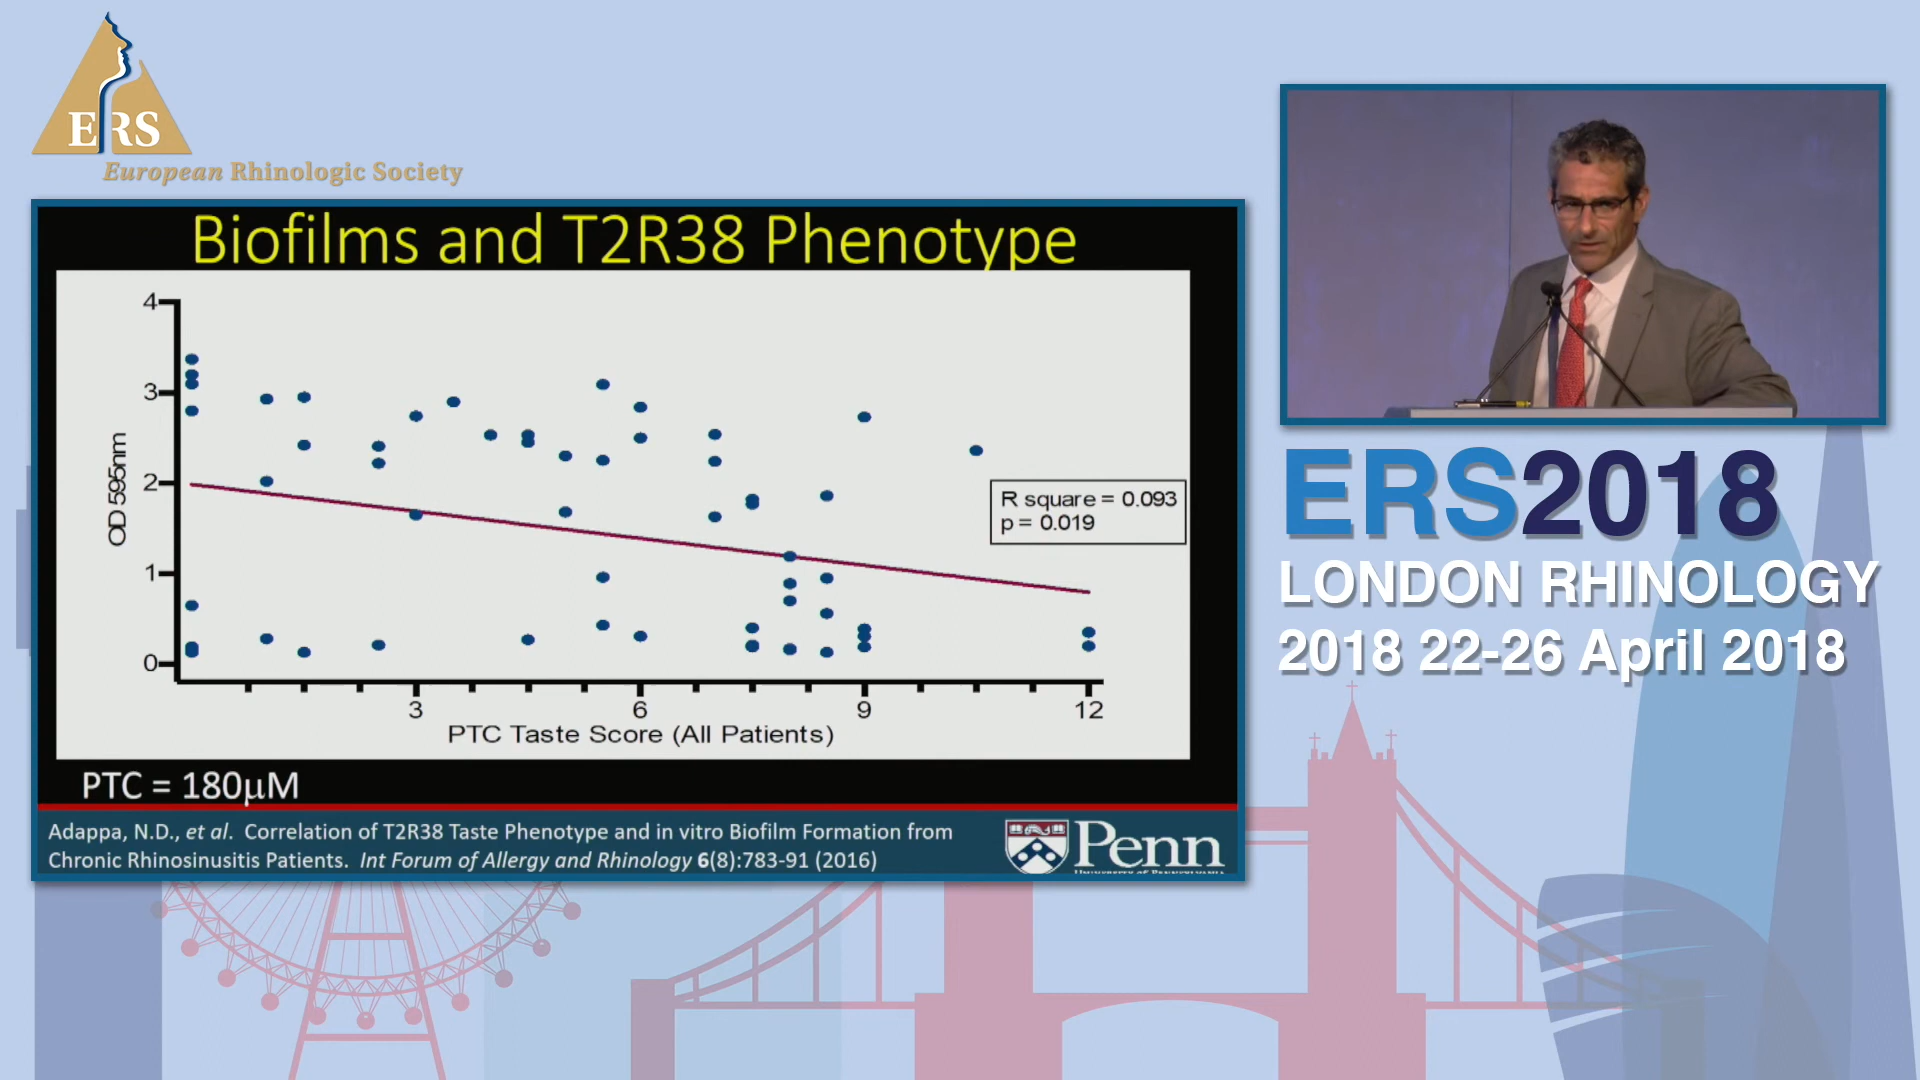 ERS
European Rhinologic Society
Biofilms and T2R38 Phenotype
4
3
2
1
0
OD 595nm
R square = 0.093
p = 0.019
3 6 9 12
PTC Taste Score (All Patients)
PTC = 180µM
Adappa, N.D., et al. Correlation of T2R38 Taste Phenotype and in vitro Biofilm Formation from
Chronic Rhinosinusitis Patients. Int Forum of Allergy and Rhinology 6(8):783-91 (2016)
Penn
UNIVERSITY OF PENNSYLVANIA
ERS2018
LONDON RHINOLOGY
2018 22-26 April 2018